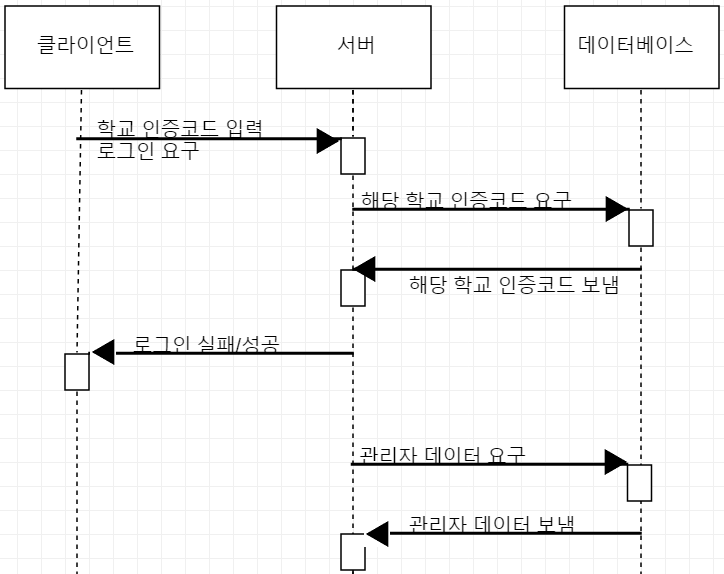 클라이언트
서버
데이터베이스
학교 인증코드 입력
로그인 요구
해당 학교 인증코드 요구
해당 학교 인증코드 보냄
로그인 실패/성공
관리자 데이터 요구
관리자 데이터 보냄